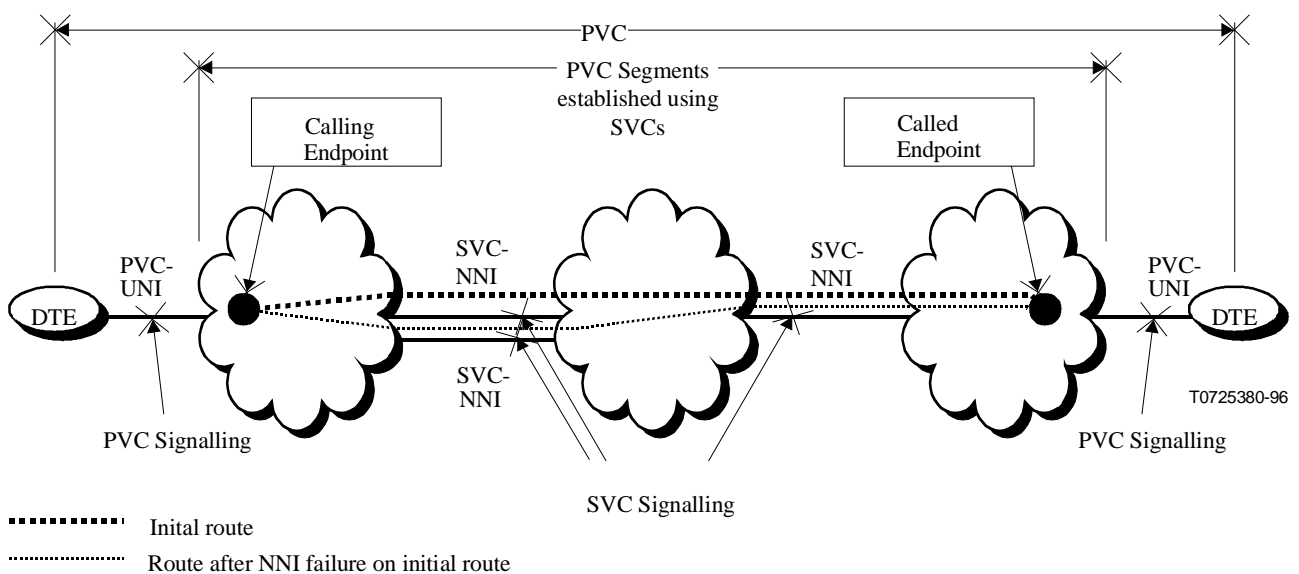 PVC
PVC Segments
established using
SVCs
Calling
Endpoint
Called
Endpoint
SVC-
NNI
SVC-
NNI
PVC-
UNI
PVC-
UNI
DTE
DTE
SVC-
NNI
T0725380-96
PVC Signalling
PVC Signalling
SVC Signalling
Inital route
Route after NNI failure on initial route